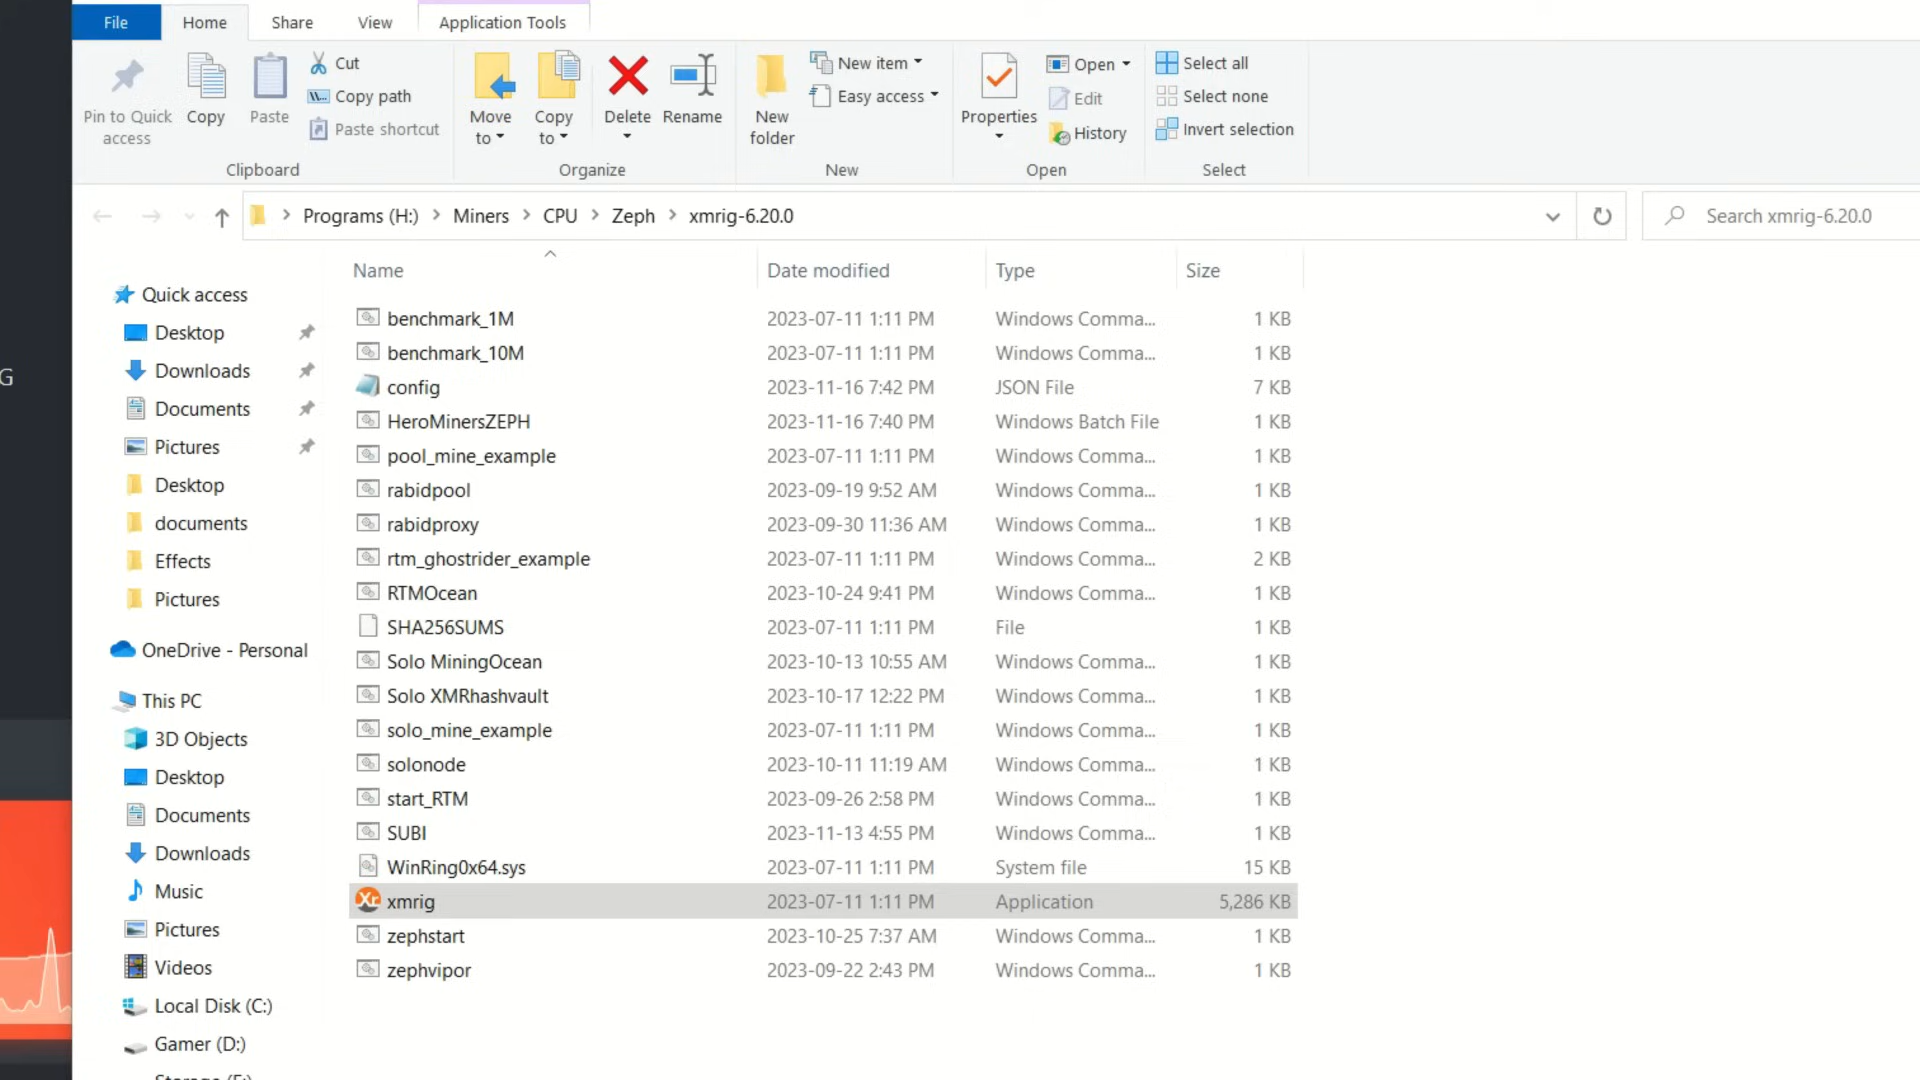 File Home Share View Application Tools
Pin to Quick access
Copy
Paste
Cut
Copy path
Paste shortcut
Clipboard
Move to
Copy to
Delete
Rename
Organize
New folder
New item
Easy access
New
Properties
Open
Edit
History
Open
Select all
Select none
Invert selection
Select
Programs (H:) Miners CPU Zeph xmrig-6.20.0
Search xmrig-6.20.0
G
Quick access
Desktop
Downloads
Documents
Pictures
Desktop
documents
Effects
Pictures
OneDrive - Personal
This PC
3D Objects
Desktop
Documents
Downloads
Music
Pictures
Videos
Local Disk (C:)
Gamer (D:)
Name Date modified Type Size
benchmark_1M 2023-07-11 1:11 PM Windows Comma... 1 KB
benchmark_10M 2023-07-11 1:11 PM Windows Comma... 1 KB
config 2023-11-16 7:42 PM JSON File 7 KB
HeroMinersZEPH 2023-11-16 7:40 PM Windows Batch File 1 KB
pool_mine_example 2023-07-11 1:11 PM Windows Comma... 1 KB
rabidpool 2023-09-19 9:52 AM Windows Comma... 1 KB
rabidproxy 2023-09-30 11:36 AM Windows Comma... 1 KB
rtm_ghostrider_example 2023-07-11 1:11 PM Windows Comma... 2 KB
RTMOcean 2023-10-24 9:41 PM Windows Comma... 1 KB
SHA256SUMS 2023-07-11 1:11 PM File 1 KB
Solo MiningOcean 2023-10-13 10:55 AM Windows Comma... 1 KB
Solo XMRhashvault 2023-10-17 12:22 PM Windows Comma... 1 KB
solo_mine_example 2023-07-11 1:11 PM Windows Comma... 1 KB
solonode 2023-10-11 11:19 AM Windows Comma... 1 KB
start_RTM 2023-09-26 2:58 PM Windows Comma... 1 KB
SUBI 2023-11-13 4:55 PM Windows Comma... 1 KB
WinRing0x64.sys 2023-07-11 1:11 PM System file 15 KB
xmrig 2023-07-11 1:11 PM Application 5,286 KB
zephstart 2023-10-25 7:37 AM Windows Comma... 1 KB
zephvipor 2023-09-22 2:43 PM Windows Comma... 1 KB